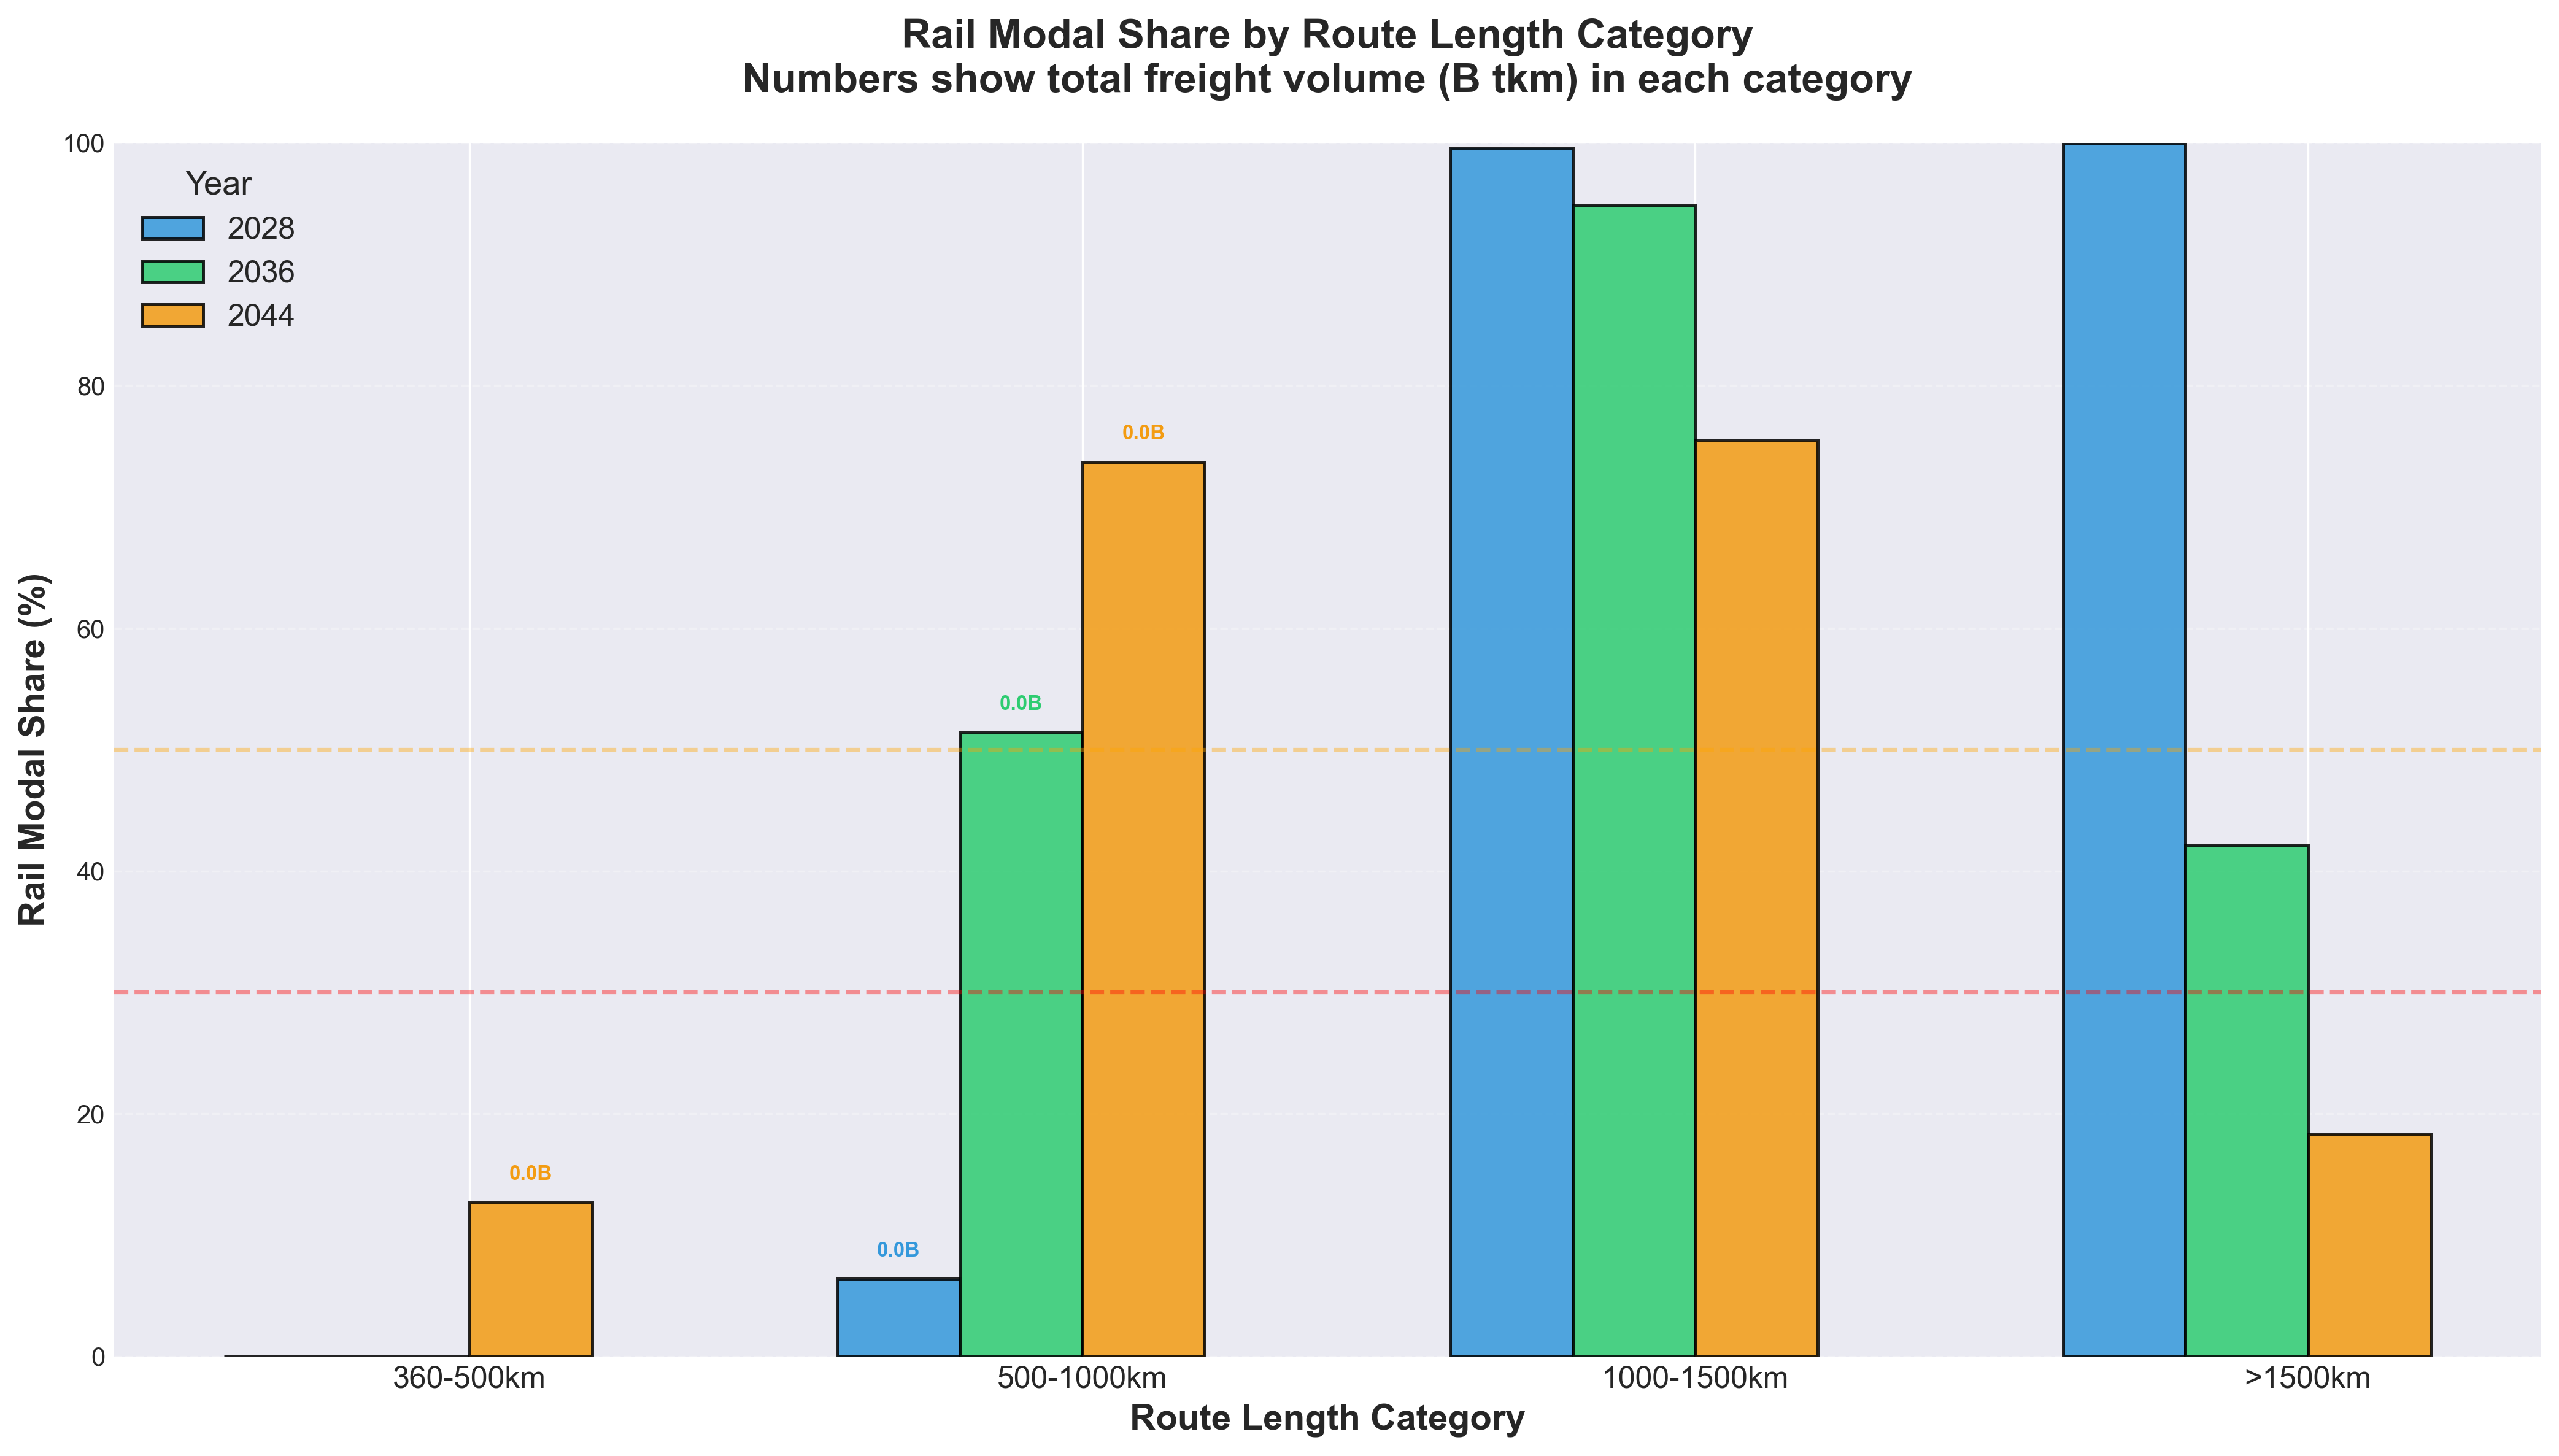 Rail Modal Share by Route Length Category
Numbers show total freight volume (B tkm) in each category
Rail Modal Share (%)
100
80
60
40
20
0
Year
2028
2036
2044
0.0B
0.0B
0.0B
0.0B
360-500km
500-1000km
1000-1500km
>1500km
Route Length Category